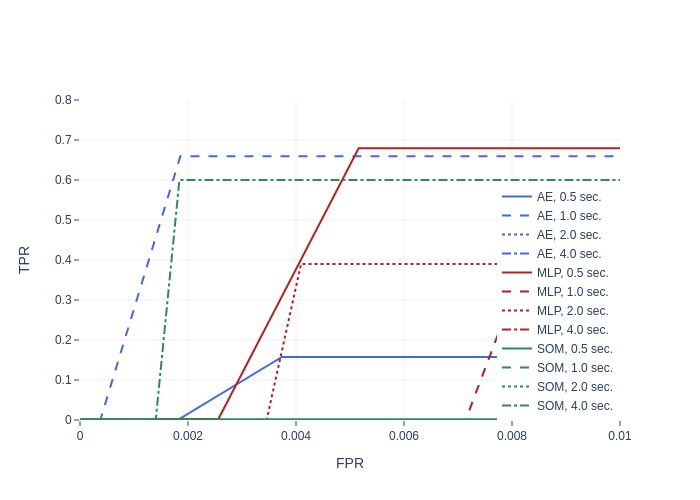 0.8
0.7
0.6
0.5
0.4
0.3
0.2
0.1
0
TPR
0
0.002
0.004
0.006
0.008
0.01
FPR
AE, 0.5 sec.
AE, 1.0 sec.
AE, 2.0 sec.
AE, 4.0 sec.
MLP, 0.5 sec.
MLP, 1.0 sec.
MLP, 2.0 sec.
MLP, 4.0 sec.
SOM, 0.5 sec.
SOM, 1.0 sec.
SOM, 2.0 sec.
SOM, 4.0 sec.